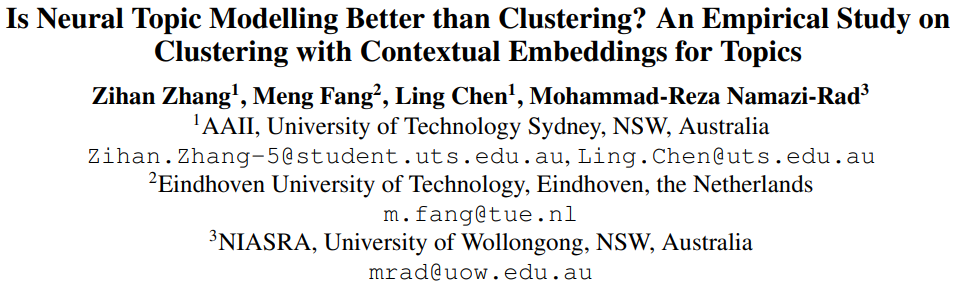 Is Neural Topic Modelling Better than Clustering? An Empirical Study on
Clustering with Contextual Embeddings for Topics
Zihan Zhang1, Meng Fang2, Ling Chen1, Mohammad-Reza Namazi-Rad3
1AAII, University of Technology Sydney, NSW, Australia
Zihan.Zhang-5@student.uts.edu.au, Ling.Chen@uts.edu.au
2Eindhoven University of Technology, Eindhoven, the Netherlands
m.fang@tue.nl
3NIASRA, University of Wollongong, NSW, Australia
mrad@uow.edu.au